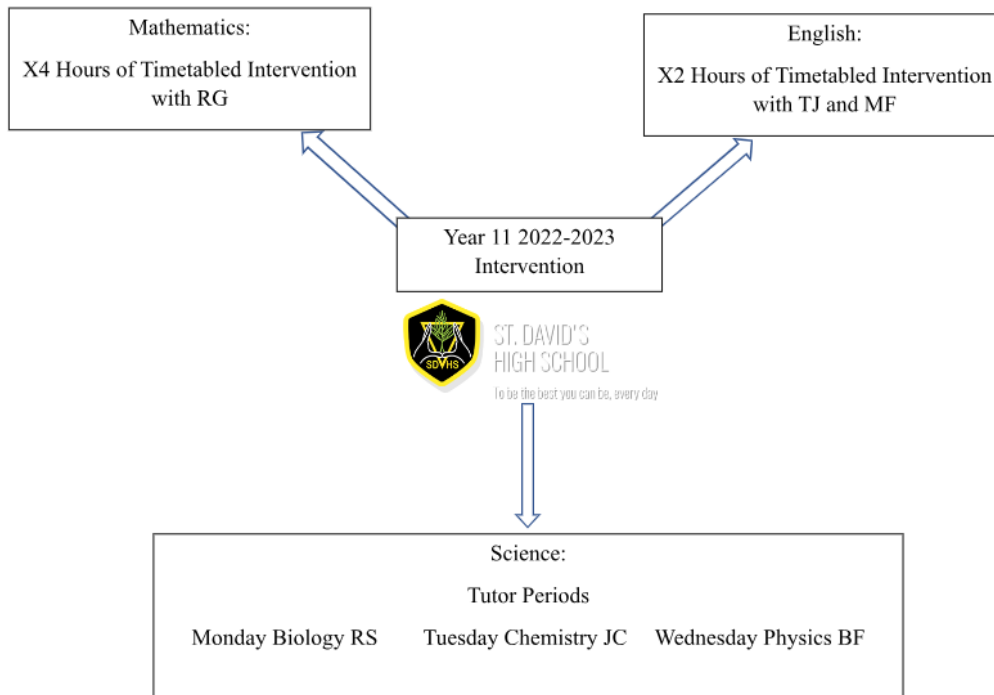 Mathematics:
X4 Hours of Timetabled Intervention
with RG
English:
X2 Hours of Timetabled Intervention
with TJ and MF
Year 11 2022-2023
Intervention
SD HS
ST. DAVID'S
HIGH SCHOOL
To be the best you can be, every day
Science:
Tutor Periods
Monday Biology RS Tuesday Chemistry JC Wednesday Physics BF